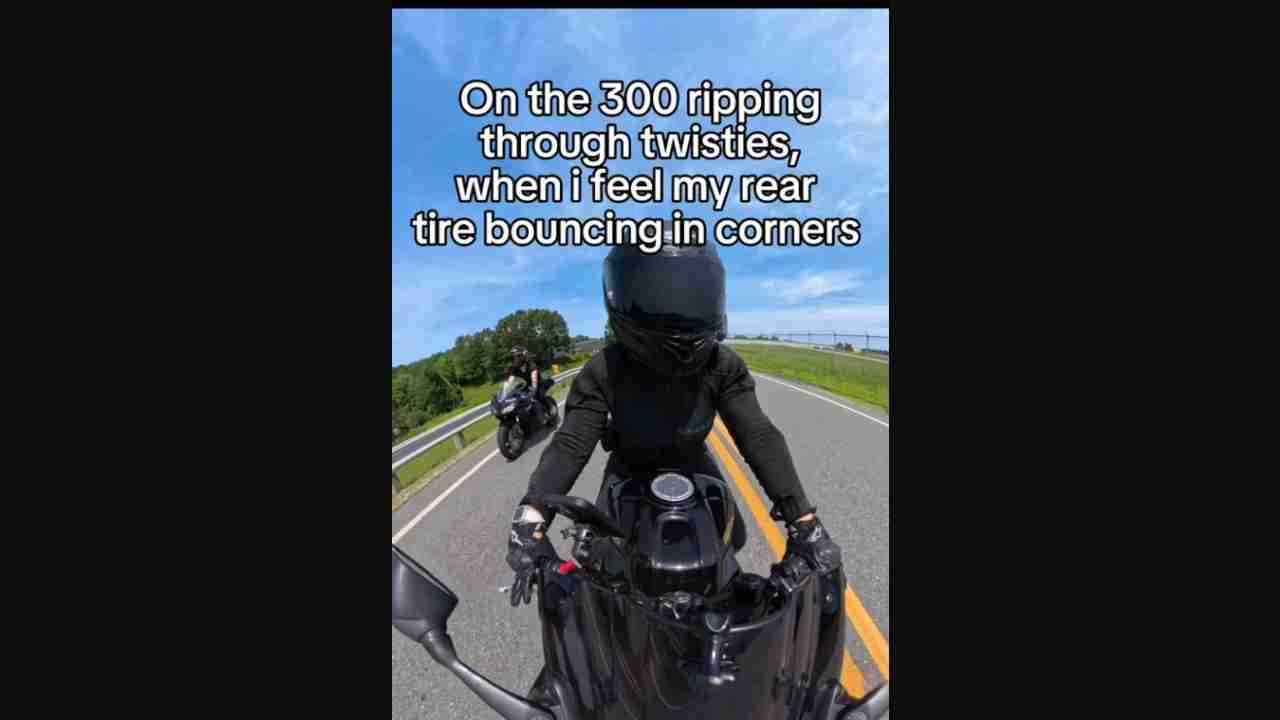 On the 300 ripping
through twisties,
when i feel my rear
tire bouncing in corners